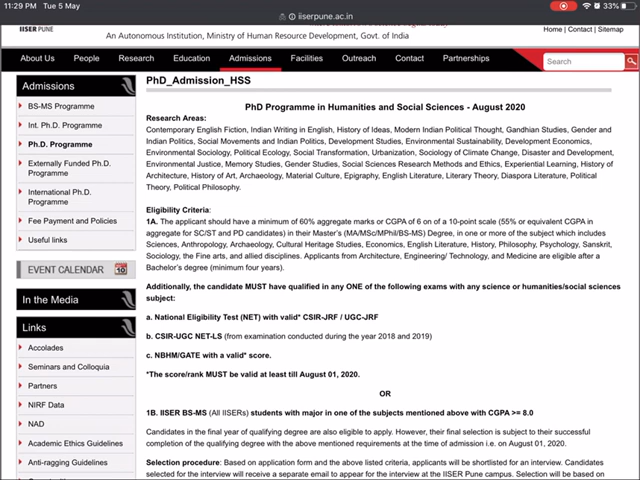 11:29 PM Tue 5 May
33%
iiserpune.ac.in
IISER PUNE
An Autonomous Institution, Ministry of Human Resource Development, Govt. of India
Home | Contact | Sitemap
About Us People Research Education Admissions Facilities Outreach Contact Partnerships
Search
Admissions
BS-MS Programme
Int. Ph.D. Programme
Ph.D. Programme
Externally Funded Ph.D.
Programme
International Ph.D.
Programme
Fee Payment and Policies
Useful links
EVENT CALENDAR
In the Media
Links
Accolades
Seminars and Colloquia
Partners
NIRF Data
NAD
Academic Ethics Guidelines
Anti-ragging Guidelines
PhD_Admission_HSS
PhD Programme in Humanities and Social Sciences - August 2020
Research Areas:
Contemporary English Fiction, Indian Writing in English, History of Ideas, Modern Indian Political Thought, Gandhian Studies, Gender and
Indian Politics, Social Movements and Indian Politics, Development Studies, Environmental Sustainability, Development Economics,
Environmental Sociology, Political Ecology, Social Transformation, Urbanization, Sociology of Climate Change, Disaster and Development,
Environmental Justice, Memory Studies, Gender Studies, Social Sciences Research Methods and Ethics, Experiential Learning, History of
Architecture, History of Art, Archaeology, Material Culture, Epigraphy, English Literature, Literary Theory, Diaspora Literature, Political
Theory, Political Philosophy.
Eligibility Criteria:
1A. The applicant should have a minimum of 60% aggregate marks or CGPA of 6 on of a 10-point scale (55% or equivalent CGPA in
aggregate for SC/ST and PD candidates) in their Master's (MA/MSc/MPhil/BS-MS) Degree, in one or more of the subject which includes
Sciences, Anthropology, Archaeology, Cultural Heritage Studies, Economics, English Literature, History, Philosophy, Psychology, Sanskrit,
Sociology, the Fine arts, and allied disciplines. Applicants from Architecture, Engineering/ Technology, and Medicine are eligible after a
Bachelor's degree (minimum four years).
Additionally, the candidate MUST have qualified in any ONE of the following exams with any science or humanities/social sciences
subject:
a. National Eligibility Test (NET) with valid* CSIR-JRF / UGC-JRF
b. CSIR-UGC NET-LS (from examination conducted during the year 2018 and 2019)
c. NBHM/GATE with a valid* score.
*The score/rank MUST be valid at least till August 01, 2020.
OR
1B. IISER BS-MS (All IISERs) students with major in one of the subjects mentioned above with CGPA >= 8.0
Candidates in the final year of qualifying degree are also eligible to apply. However, their final selection is subject to their successful
completion of the qualifying degree with the above mentioned requirements at the time of admission i.e. on August 01, 2020.
Selection procedure: Based on application form and the above listed criteria, applicants will be shortlisted for an interview. Candidates
selected for the interview will receive a separate email to appear for the interview at the IISER Pune campus. Selection will be based on